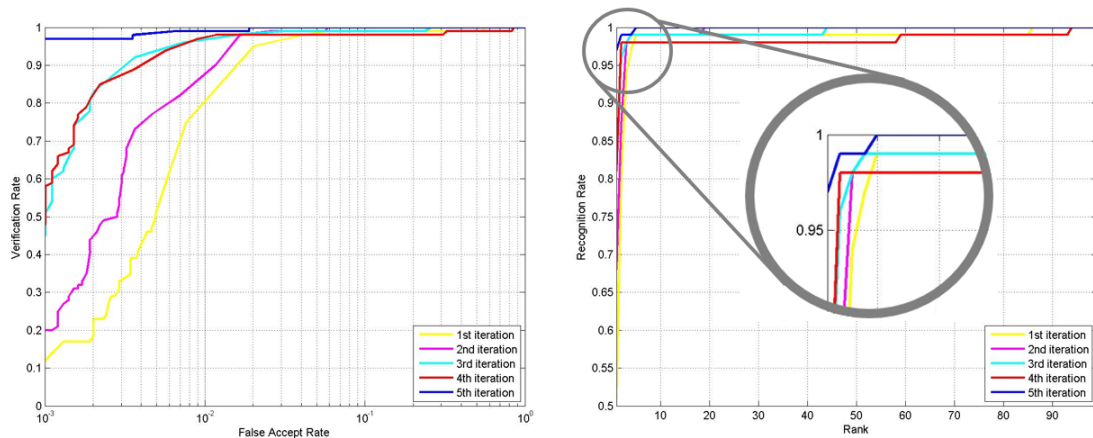 1
0.9
0.8
0.7
0.6
0.5
0.4
0.3
0.2
0.1
0
Verification Rate
10^-3
10^-2
10^-1
10^0
False Accept Rate
1st iteration
2nd iteration
3rd iteration
4th iteration
5th iteration
1
0.95
0.9
0.85
0.8
0.75
0.7
0.65
0.6
0.55
0.5
Recognition Rate
1
0.95
10 20 30 40 50 60 70 80 90
Rank
1st iteration
2nd iteration
3rd iteration
4th iteration
5th iteration